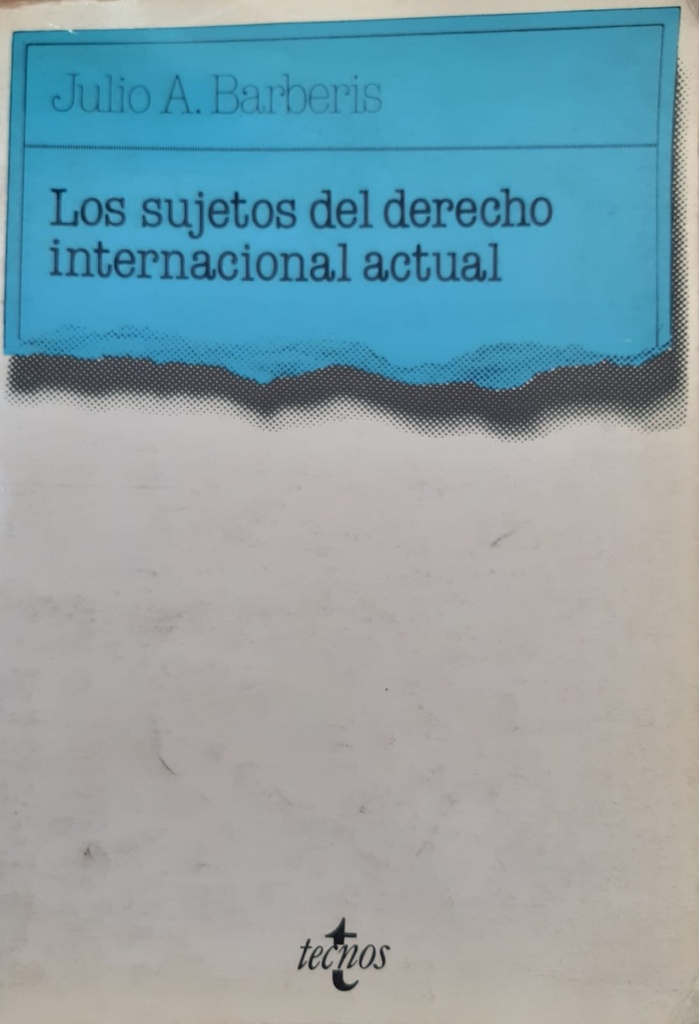 Julio A. Barberis
Los sujetos del derecho
internacional actual
tecnos